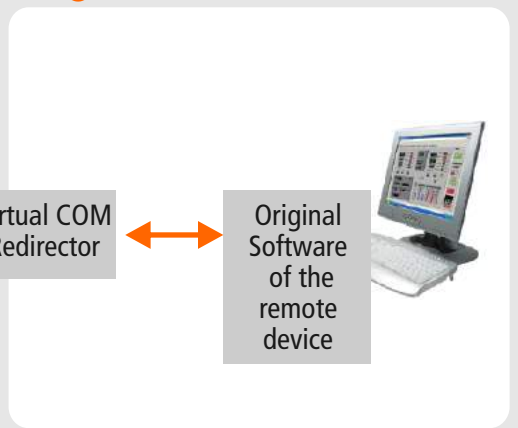 rtual COM
edirector
Original
Software
of the
remote
device